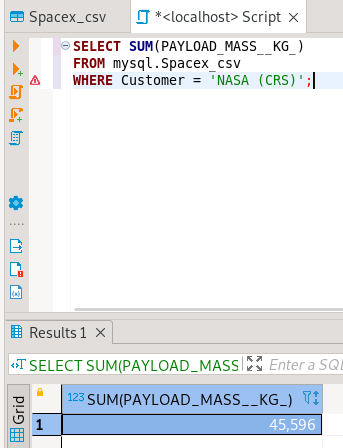 Spacex_csv
*<localhost> Script
SELECT SUM(PAYLOAD_MASS__KG_)
FROM mysql.Spacex_csv
WHERE Customer = 'NASA (CRS)';
Results 1
SELECT SUM(PAYLOAD_MASS
Enter a SQL
Grid
123 SUM(PAYLOAD_MASS__KG_)
1
45,596